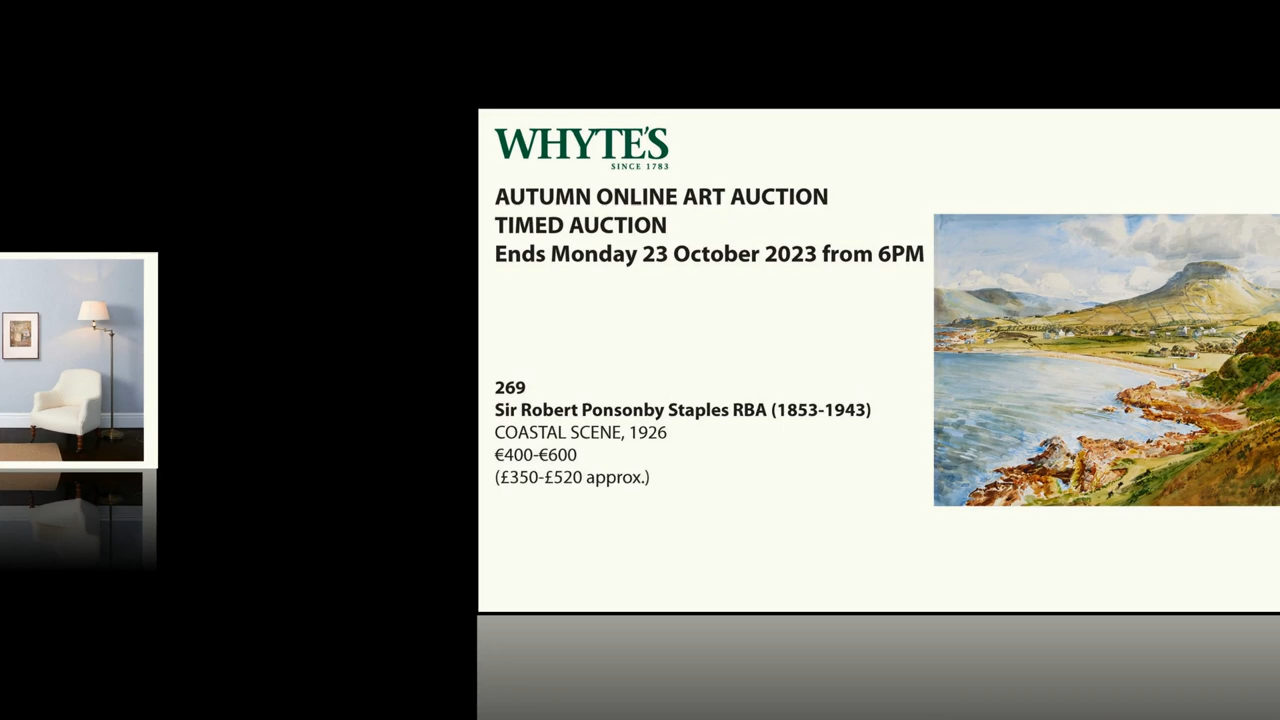 WHYTE'S
SINCE 1783
AUTUMN ONLINE ART AUCTION
TIMED AUCTION
Ends Monday 23 October 2023 from 6PM
269
Sir Robert Ponsonby Staples RBA (1853-1943)
COASTAL SCENE, 1926
€400-€600
(£350-£520 approx.)